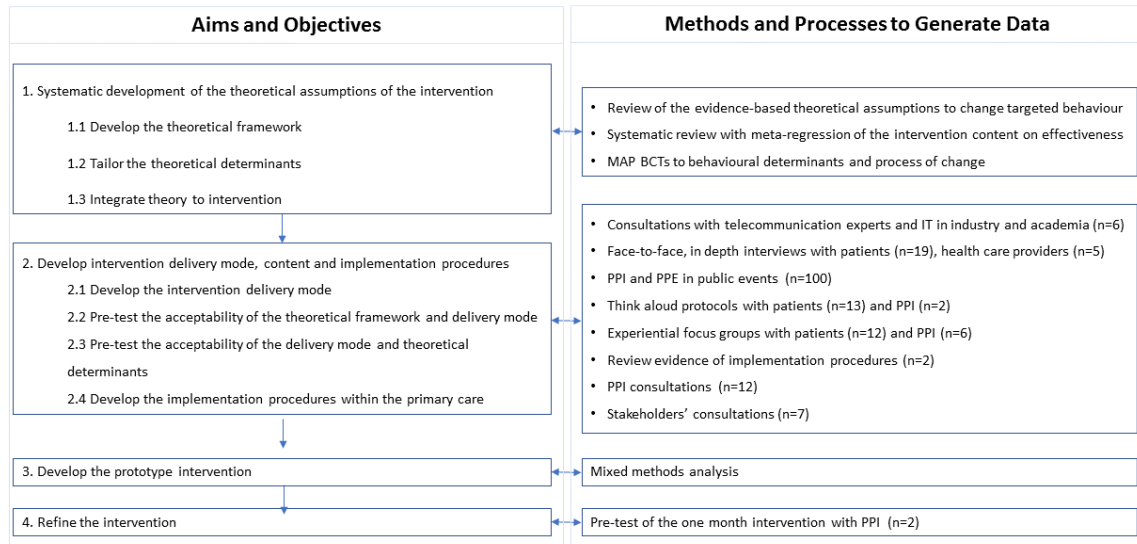 Aims and Objectives
1. Systematic development of the theoretical assumptions of the intervention
1.1 Develop the theoretical framework
1.2 Tailor the theoretical determinants
1.3 Integrate theory to intervention
2. Develop intervention delivery mode, content and implementation procedures
2.1 Develop the intervention delivery mode
2.2 Pre-test the acceptability of the theoretical framework and delivery mode
2.3 Pre-test the acceptability of the delivery mode and theoretical
determinants
2.4 Develop the implementation procedures within the primary care
3. Develop the prototype intervention
4. Refine the intervention
Methods and Processes to Generate Data
• Review of the evidence-based theoretical assumptions to change targeted behaviour
• Systematic review with meta-regression of the intervention content on effectiveness
• MAP BCTs to behavioural determinants and process of change
• Consultations with telecommunication experts and IT in industry and academia (n=6)
• Face-to-face, in depth interviews with patients (n=19), health care providers (n=5)
• PPI and PPE in public events (n=100)
• Think aloud protocols with patients (n=13) and PPI (n=2)
• Experiential focus groups with patients (n=12) and PPI (n=6)
• Review evidence of implementation procedures (n=2)
• PPI consultations (n=12)
• Stakeholders’ consultations (n=7)
Mixed methods analysis
Pre-test of the one month intervention with PPI (n=2)